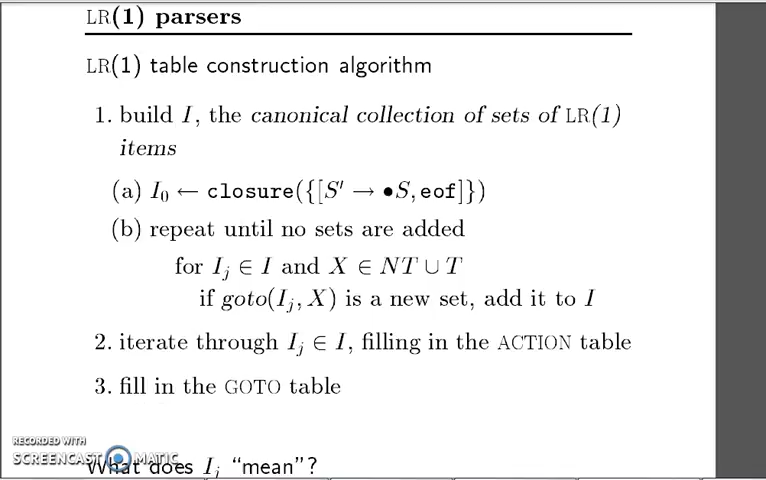 LR(1) parsers
LR(1) table construction algorithm
1. build I, the canonical collection of sets of LR(1)
items
(a) I₀ ← closure({[S′ → •S, eof]})
(b) repeat until no sets are added
for Iⱼ ∈ I and X ∈ NT ∪ T
if goto(Iⱼ, X) is a new set, add it to I
2. iterate through Iⱼ ∈ I, filling in the ACTION table
3. fill in the GOTO table
RECORDED WITH
SCREENCAST MATIC
What does Iⱼ “mean”?